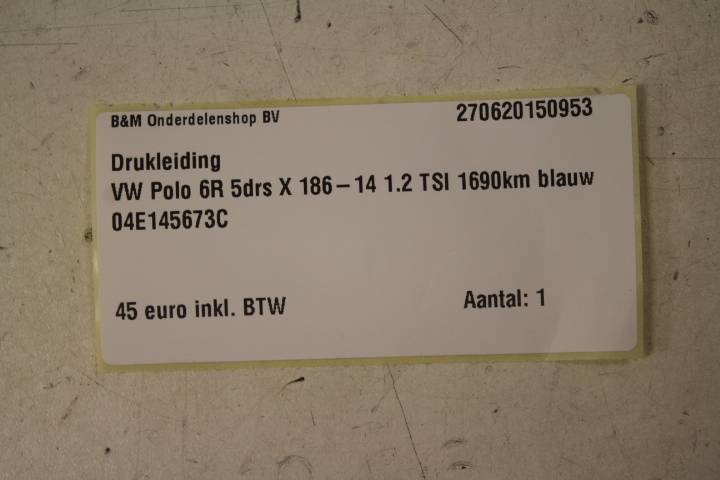 B&M Onderdelenshop BV 270620150953
Drukleiding
VW Polo 6R 5drs X 186-14 1.2 TSI 1690km blauw
04E145673C
45 euro inkl. BTW Aantal: 1